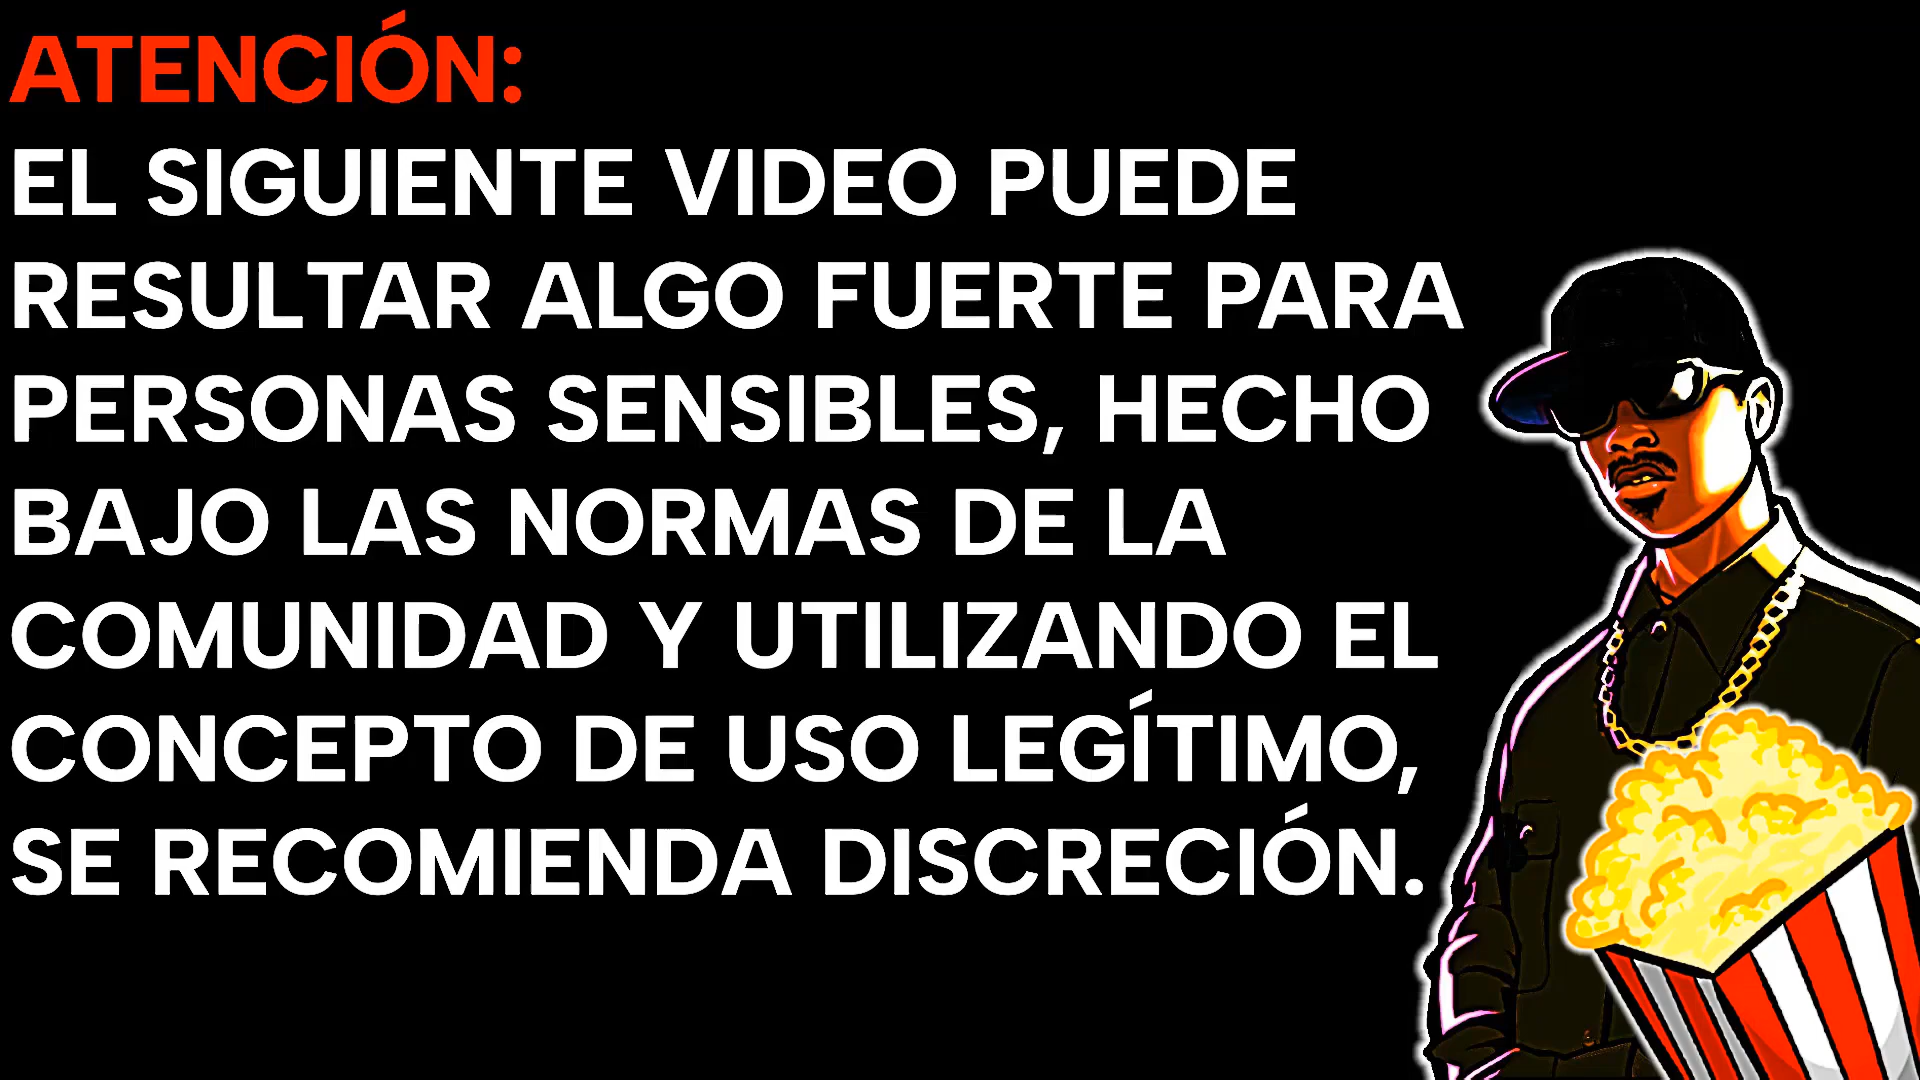 ATENCIÓN:
EL SIGUIENTE VIDEO PUEDE
RESULTAR ALGO FUERTE PARA
PERSONAS SENSIBLES, HECHO
BAJO LAS NORMAS DE LA
COMUNIDAD Y UTILIZANDO EL
CONCEPTO DE USO LEGÍTIMO,
SE RECOMIENDA DISCRECIÓN.